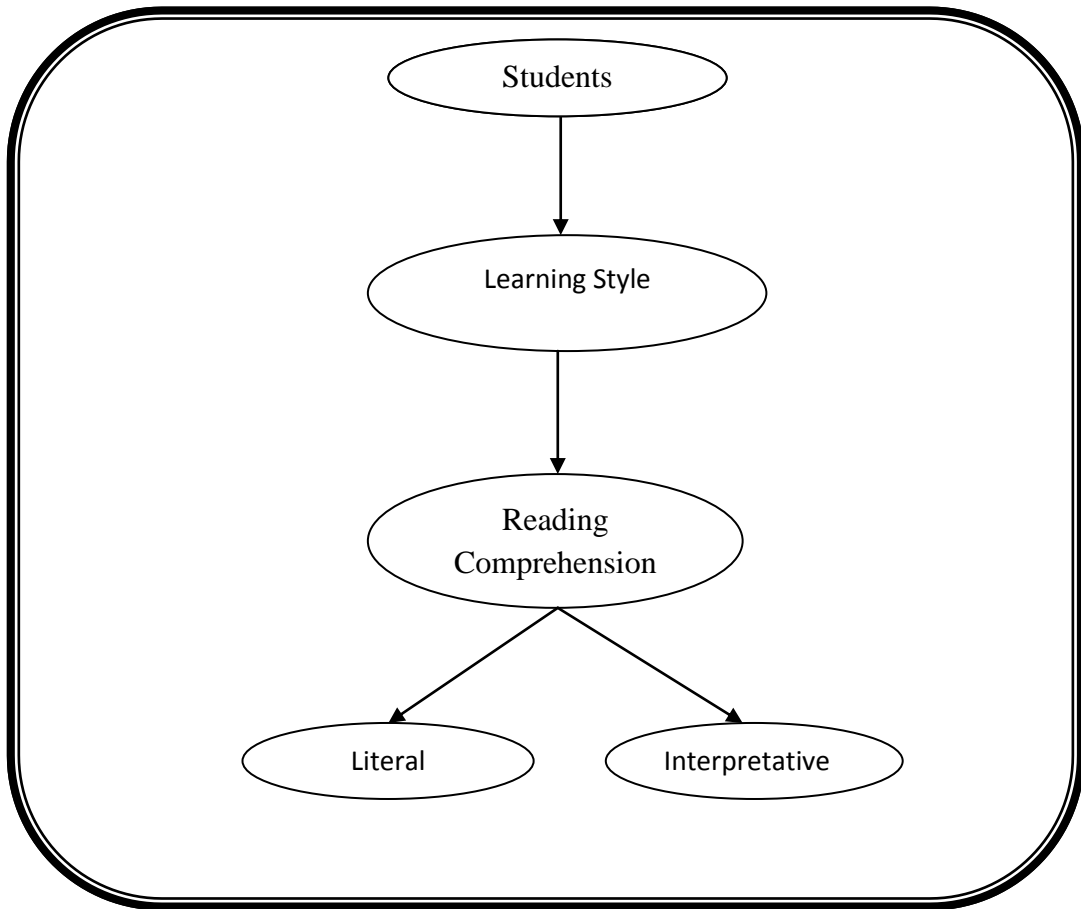 Students
Learning Style
Reading
Comprehension
Literal
Interpretative